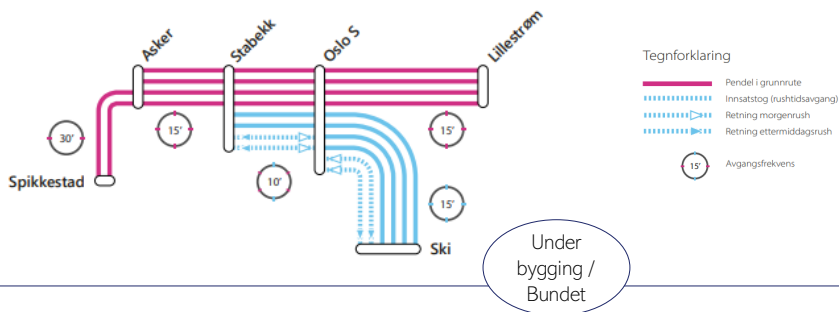 Asker
Stabekk
Oslo S
Lillestrøm
Tegnforklaring
Pendel i grunnrute
Innsatstog (rushtidsavgang)
Retning morgenrush
Retning ettermiddagsrush
15'
Avgangsfrekvens
30'
15'
15'
Spikkestad
10'
15'
Ski
Under
bygging /
Bundet